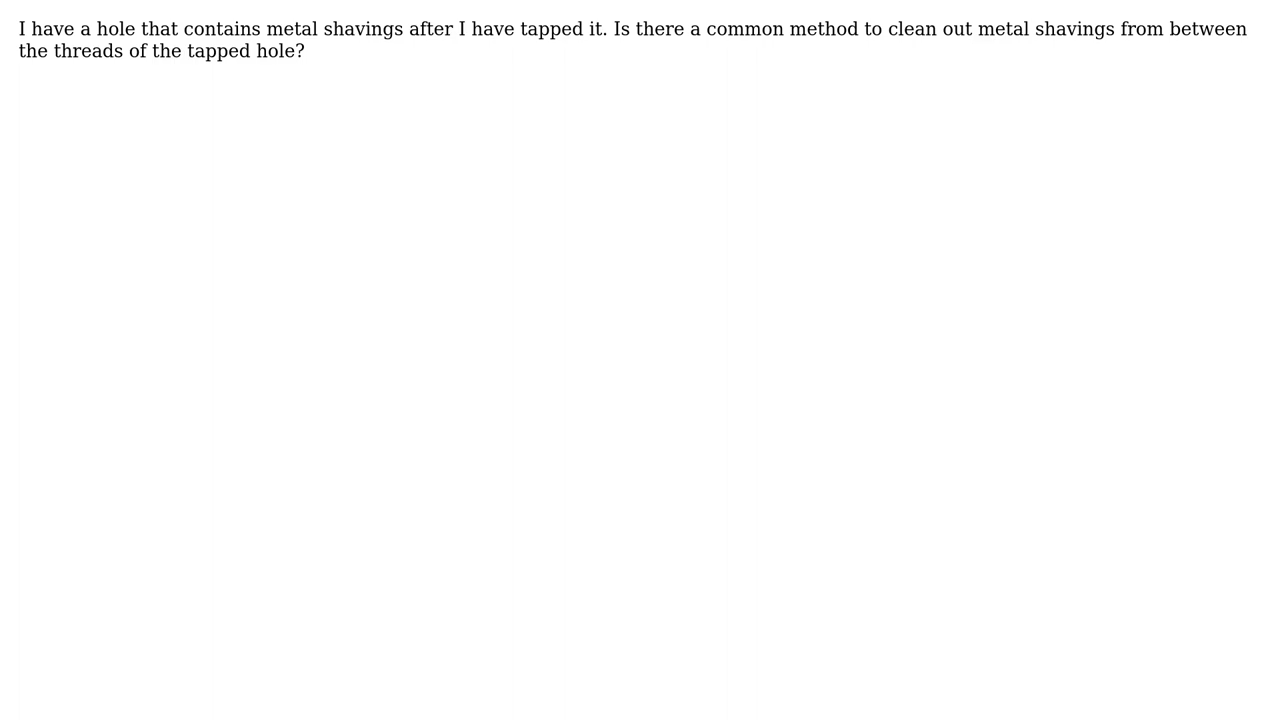 I have a hole that contains metal shavings after I have tapped it. Is there a common method to clean out metal shavings from between
the threads of the tapped hole?